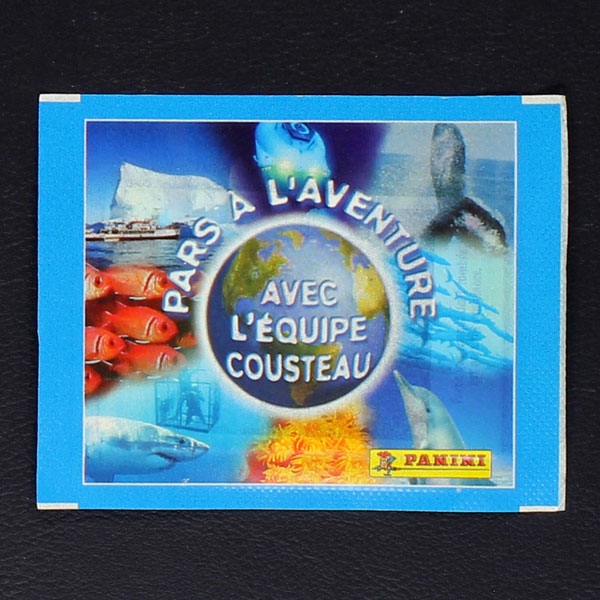 PARS À L'AVENTURE
AVEC
L'ÉQUIPE
COUSTEAU
PANINI